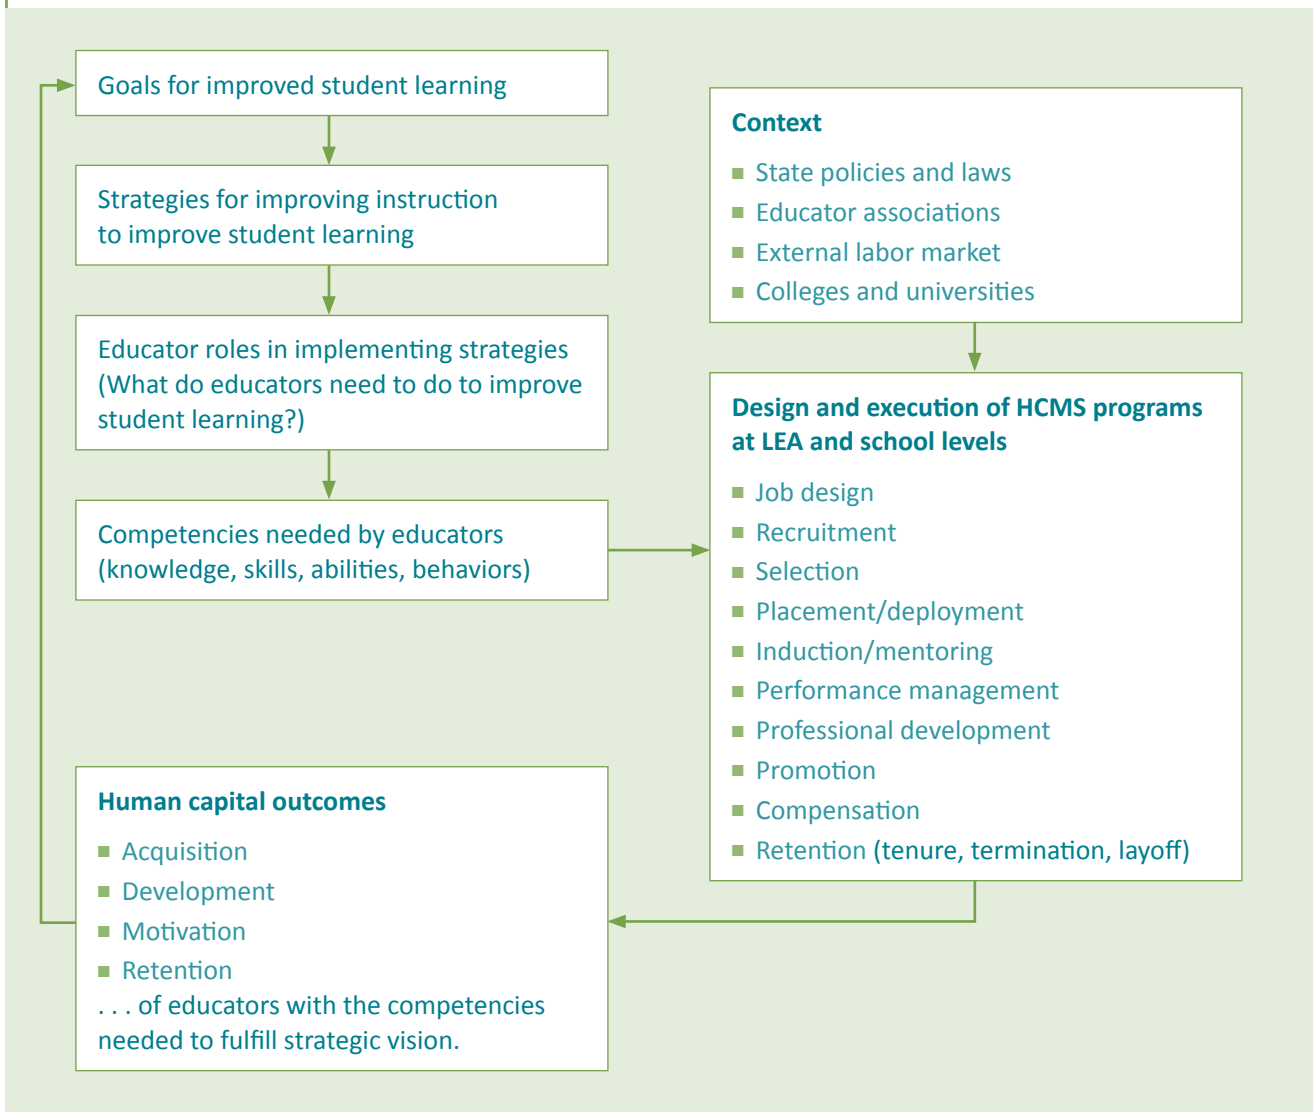 Goals for improved student learning
Strategies for improving instruction
to improve student learning
Educator roles in implementing strategies
(What do educators need to do to improve
student learning?)
Competencies needed by educators
(knowledge, skills, abilities, behaviors)
Context
■ State policies and laws
■ Educator associations
■ External labor market
■ Colleges and universities
Design and execution of HCMS programs
at LEA and school levels
■ Job design
■ Recruitment
■ Selection
■ Placement/deployment
■ Induction/mentoring
■ Performance management
■ Professional development
■ Promotion
■ Compensation
■ Retention (tenure, termination, layoff)
Human capital outcomes
■ Acquisition
■ Development
■ Motivation
■ Retention
. . . of educators with the competencies
needed to fulfill strategic vision.